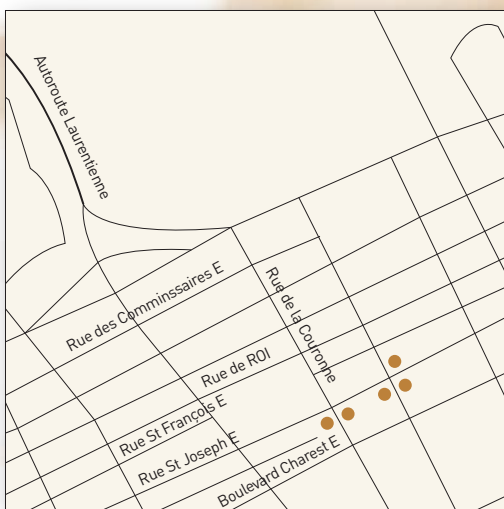 Autoroute Laurentienne
Rue des Comminssaires E
Rue de la Couronne
Rue de ROI
Rue St François E
Rue St Joseph E
Boulevard Charest E